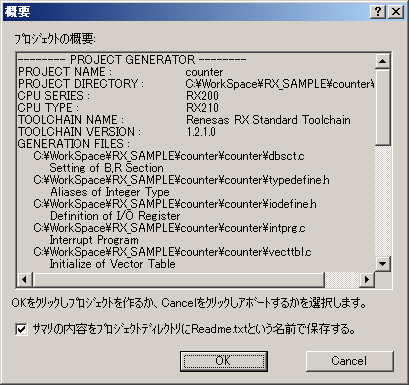 概要
プロジェクトの概要:
-------- PROJECT GENERATOR --------
PROJECT NAME : counter
PROJECT DIRECTORY : C:¥WorkSpace¥RX_SAMPLE¥counter¥
CPU SERIES : RX200
CPU TYPE : RX210
TOOLCHAIN NAME : Renesas RX Standard Toolchain
TOOLCHAIN VERSION : 1.2.1.0
GENERATION FILES :
C:¥WorkSpace¥RX_SAMPLE¥counter¥counter¥dbsct.c
Setting of B,R Section
C:¥WorkSpace¥RX_SAMPLE¥counter¥counter¥typedefine.h
Aliases of Integer Type
C:¥WorkSpace¥RX_SAMPLE¥counter¥counter¥iodefine.h
Definition of I/O Register
C:¥WorkSpace¥RX_SAMPLE¥counter¥counter¥intprg.c
Interrupt Program
C:¥WorkSpace¥RX_SAMPLE¥counter¥counter¥vecttbl.c
Initialize of Vector Table
OKをクリックしプロジェクトを作るか、Cancelをクリックしアボートするかを選択します。
サマリの内容をプロジェクトディレクトリにReadme.txtという名前で保存する。
OK
Cancel